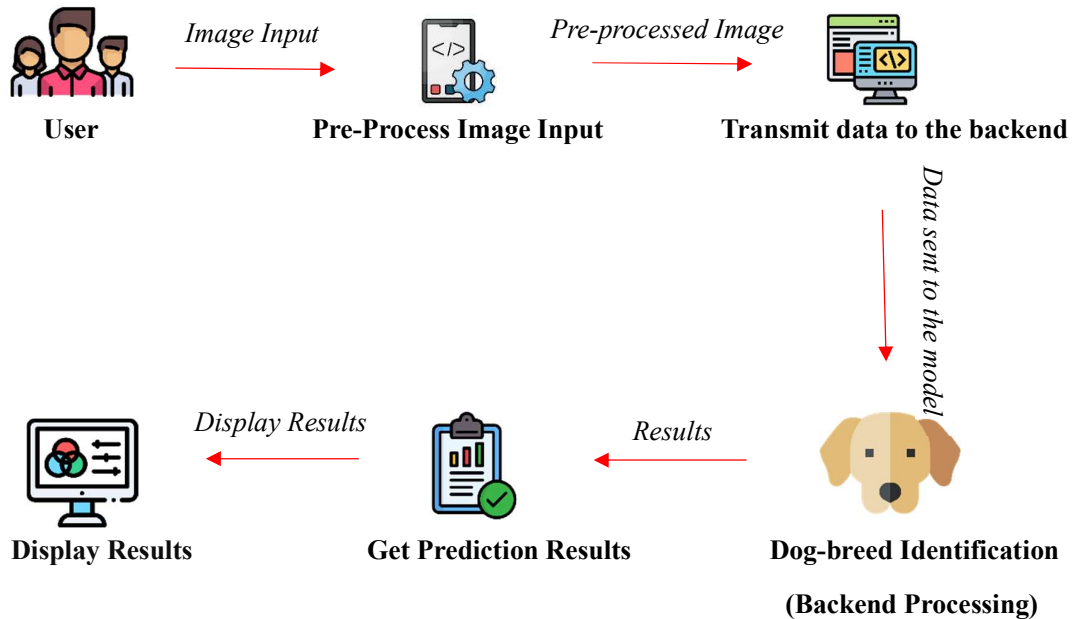 Image Input
Pre-processed Image
</>
</>
User
Pre-Process Image Input
Transmit data to the backend
Data sent to the model
Display Results
Results
Display Results
Get Prediction Results
Dog-breed Identification
(Backend Processing)